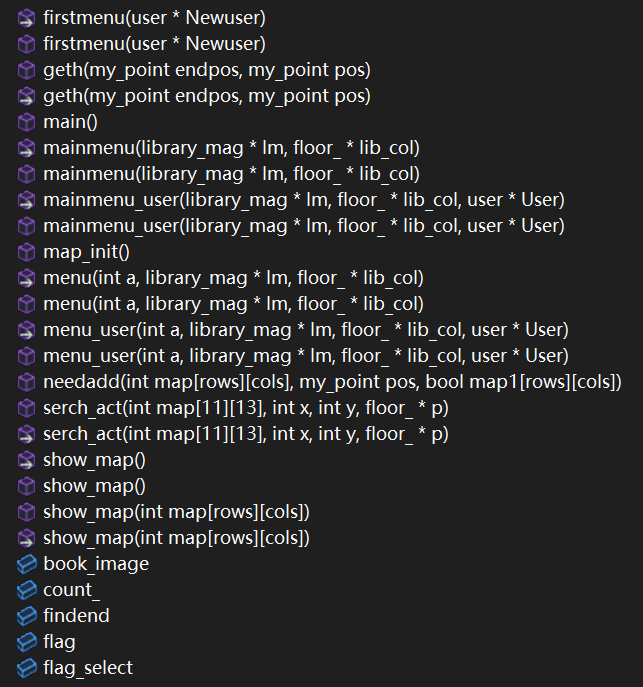 firstmenu(user * Newuser)
firstmenu(user * Newuser)
geth(my_point endpos, my_point pos)
geth(my_point endpos, my_point pos)
main()
mainmenu(library_mag * lm, floor_ * lib_col)
mainmenu(library_mag * lm, floor_ * lib_col)
mainmenu_user(library_mag * lm, floor_ * lib_col, user * User)
mainmenu_user(library_mag * lm, floor_ * lib_col, user * User)
map_init()
menu(int a, library_mag * lm, floor_ * lib_col)
menu(int a, library_mag * lm, floor_ * lib_col)
menu_user(int a, library_mag * lm, floor_ * lib_col, user * User)
menu_user(int a, library_mag * lm, floor_ * lib_col, user * User)
needadd(int map[rows][cols], my_point pos, bool map1[rows][cols])
serch_act(int map[11][13], int x, int y, floor_ * p)
serch_act(int map[11][13], int x, int y, floor_ * p)
show_map()
show_map()
show_map(int map[rows][cols])
show_map(int map[rows][cols])
book_image
count_
findend
flag
flag_select